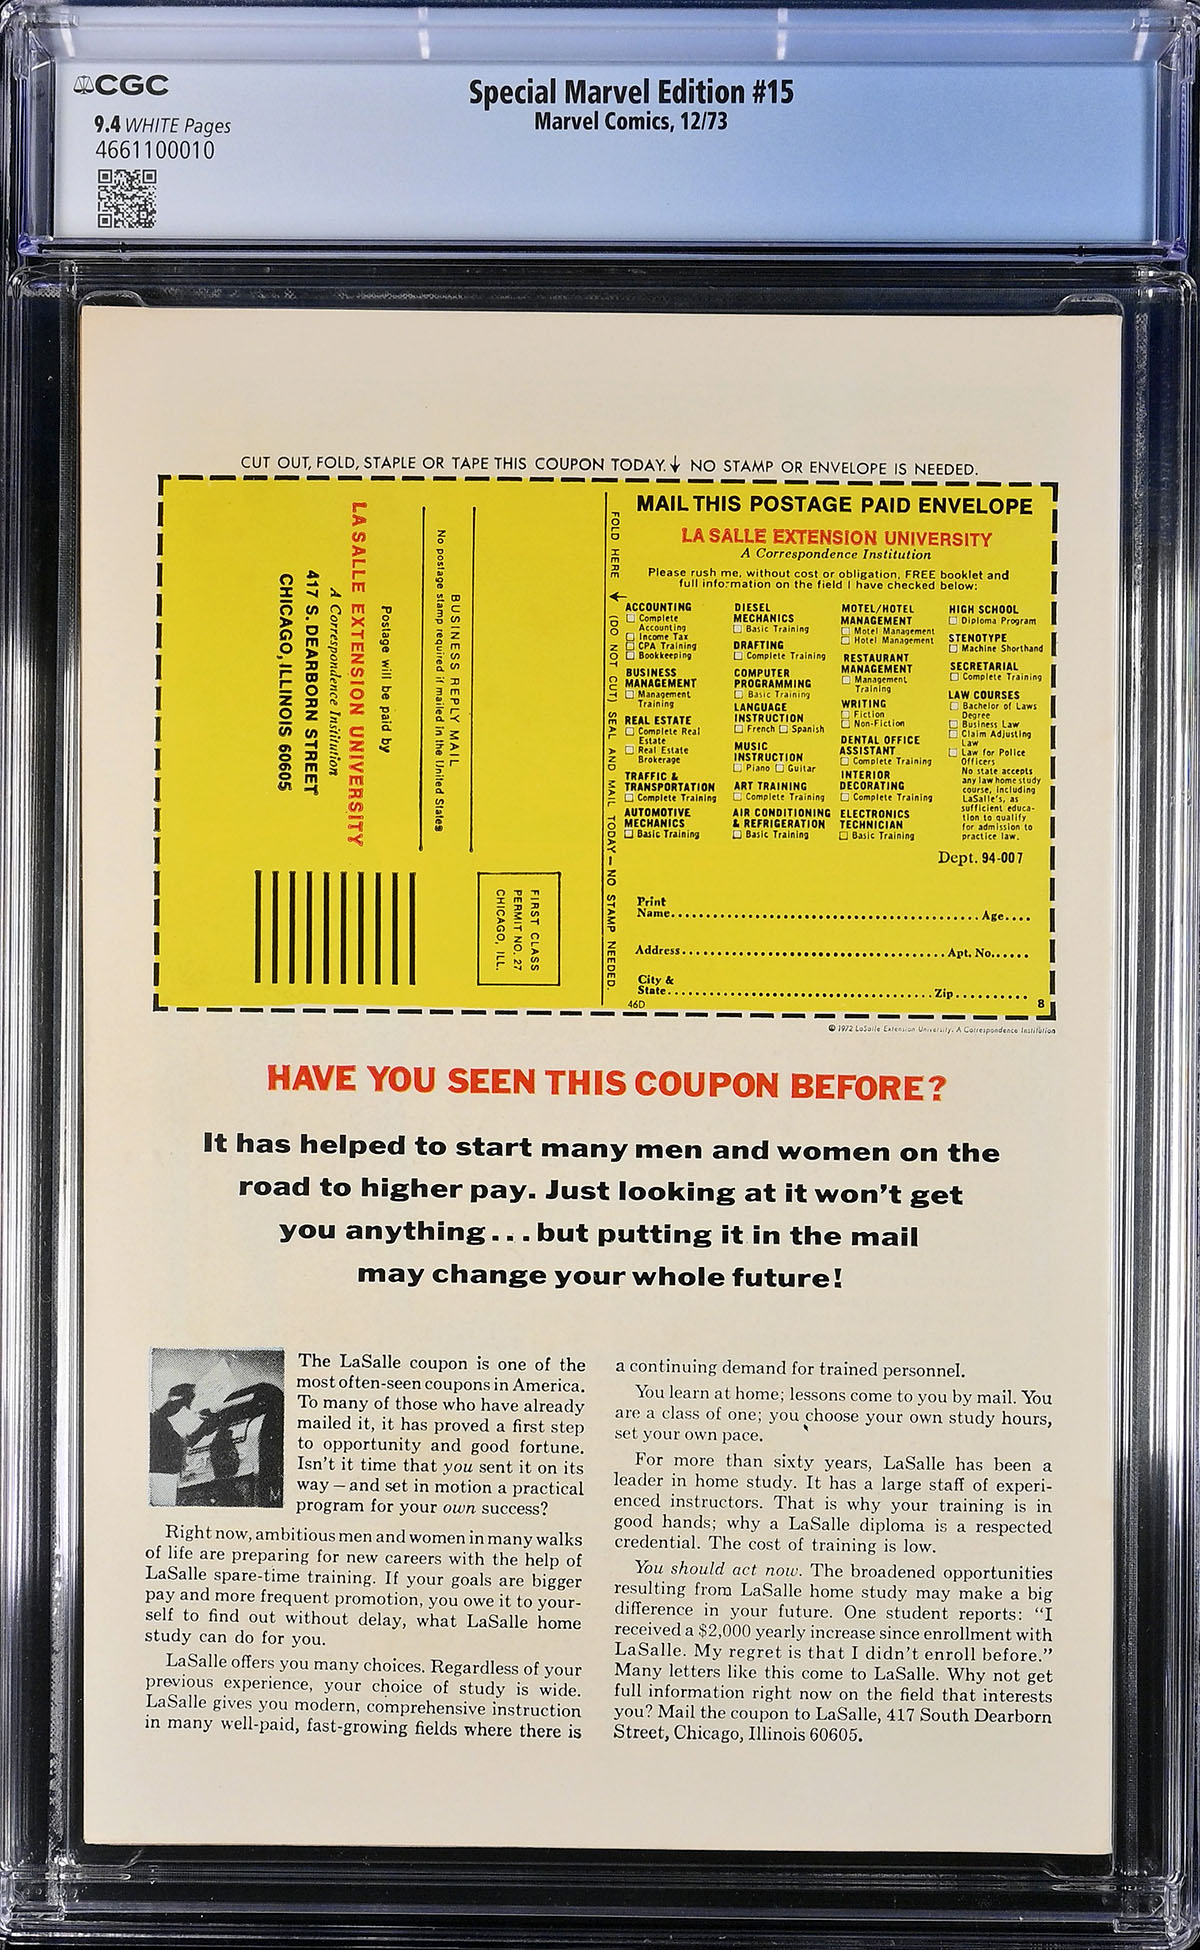 CGC
Special Marvel Edition #15
Marvel Comics, 12/73
9.4 WHITE Pages
4661100010
CUT OUT, FOLD, STAPLE OR TAPE THIS COUPON TODAY. ↓ NO STAMP OR ENVELOPE IS NEEDED.
BUSINESS REPLY MAIL
No postage stamp required if mailed in the United States
Postage will be paid by
LA SALLE EXTENSION UNIVERSITY
A Correspondence Institution
417 S. DEARBORN STREET
CHICAGO, ILLINOIS 60605
FIRST CLASS
PERMIT NO. 27
CHICAGO, ILL.
FOLD HERE ↓ (DO NOT CUT) SEAL AND MAIL TODAY—NO STAMP NEEDED.
MAIL THIS POSTAGE PAID ENVELOPE
LA SALLE EXTENSION UNIVERSITY
A Correspondence Institution
Please rush me, without cost or obligation, FREE booklet and
full information on the field I have checked below:
ACCOUNTING
☐ Complete
Accounting
☐ Income Tax
☐ CPA Training
☐ Bookkeeping
BUSINESS
MANAGEMENT
☐ Management
Training
REAL ESTATE
☐ Complete Real
Estate
☐ Real Estate
Brokerage
TRAFFIC &
TRANSPORTATION
☐ Complete Training
AUTOMOTIVE
MECHANICS
☐ Basic Training
DIESEL
MECHANICS
☐ Basic Training
DRAFTING
☐ Complete Training
COMPUTER
PROGRAMMING
☐ Basic Training
LANGUAGE
INSTRUCTION
☐ French ☐ Spanish
MUSIC
INSTRUCTION
☐ Piano ☐ Guitar
ART TRAINING
☐ Complete Training
AIR CONDITIONING
& REFRIGERATION
☐ Basic Training
MOTEL/HOTEL
MANAGEMENT
☐ Motel Management
☐ Hotel Management
RESTAURANT
MANAGEMENT
☐ Management
Training
WRITING
☐ Fiction
☐ Non-Fiction
DENTAL OFFICE
ASSISTANT
☐ Complete Training
INTERIOR
DECORATING
☐ Complete Training
ELECTRONICS
TECHNICIAN
☐ Basic Training
HIGH SCHOOL
☐ Diploma Program
STENOTYPE
☐ Machine Shorthand
SECRETARIAL
☐ Complete Training
LAW COURSES
☐ Bachelor of Laws
Degree
☐ Business Law
☐ Claim Adjusting
Law
☐ Law for Police
Officers
No state accepts
any law home study
course, including
LaSalle's, as
sufficient educa-
tion to qualify
for admission to
practice law.
Dept. 94-007
Print
Name........ Age....
Address........ Apt. No......
City &
State........ Zip..........
46D 8
© 1972 LaSalle Extension University, A Correspondence Institution
HAVE YOU SEEN THIS COUPON BEFORE?
It has helped to start many men and women on the
road to higher pay. Just looking at it won't get
you anything...but putting it in the mail
may change your whole future!
The LaSalle coupon is one of the
most often-seen coupons in America.
To many of those who have already
mailed it, it has proved a first step
to opportunity and good fortune.
Isn't it time that you sent it on its
way—and set in motion a practical
program for your own success?
Right now, ambitious men and women in many walks
of life are preparing for new careers with the help of
LaSalle spare-time training. If your goals are bigger
pay and more frequent promotion, you owe it to your-
self to find out without delay, what LaSalle home
study can do for you.
LaSalle offers you many choices. Regardless of your
previous experience, your choice of study is wide.
LaSalle gives you modern, comprehensive instruction
in many well-paid, fast-growing fields where there is
a continuing demand for trained personnel.
You learn at home; lessons come to you by mail. You
are a class of one; you choose your own study hours,
set your own pace.
For more than sixty years, LaSalle has been a
leader in home study. It has a large staff of experi-
enced instructors. That is why your training is in
good hands; why a LaSalle diploma is a respected
credential. The cost of training is low.
You should act now. The broadened opportunities
resulting from LaSalle home study may make a big
difference in your future. One student reports: "I
received a $2,000 yearly increase since enrollment with
LaSalle. My regret is that I didn't enroll before."
Many letters like this come to LaSalle. Why not get
full information right now on the field that interests
you? Mail the coupon to LaSalle, 417 South Dearborn
Street, Chicago, Illinois 60605.